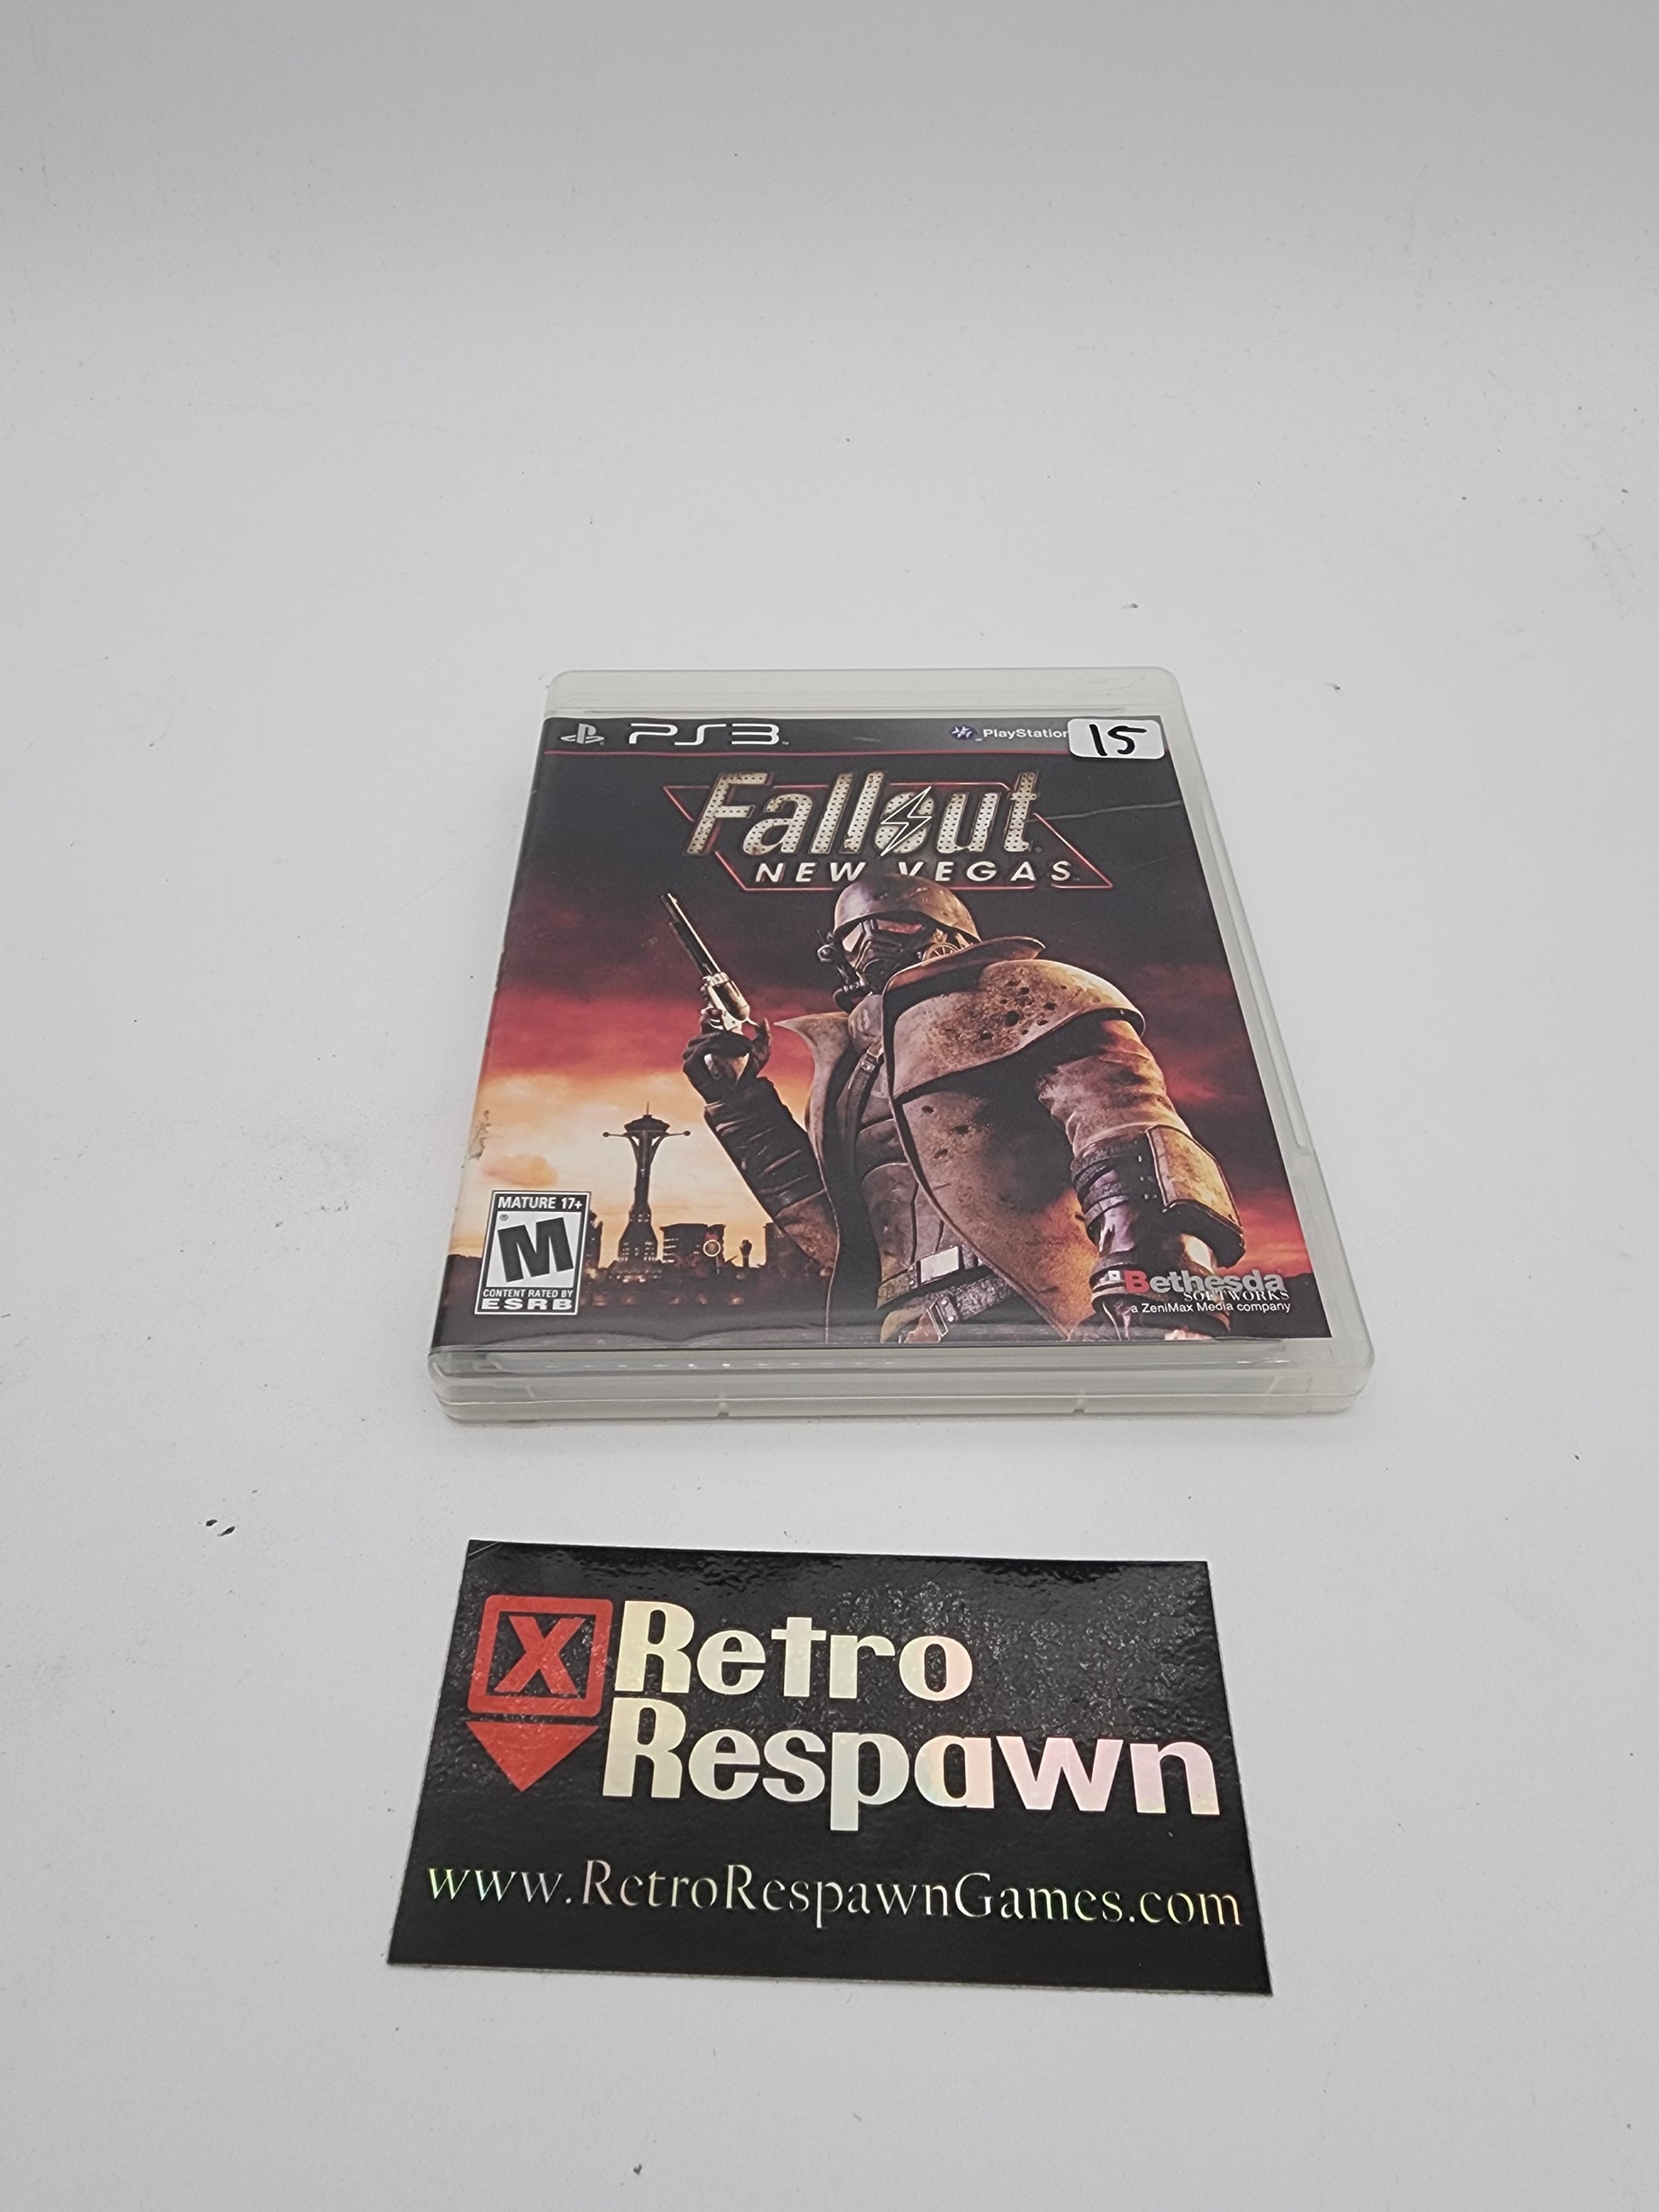 PS3
PlayStation
15
Fallout
NEW VEGAS
MATURE 17+
M
CONTENT RATED BY
ESRB
Bethesda
SOFTWORKS
a ZeniMax Media company
X Retro
Respawn
www.RetroRespawnGames.com